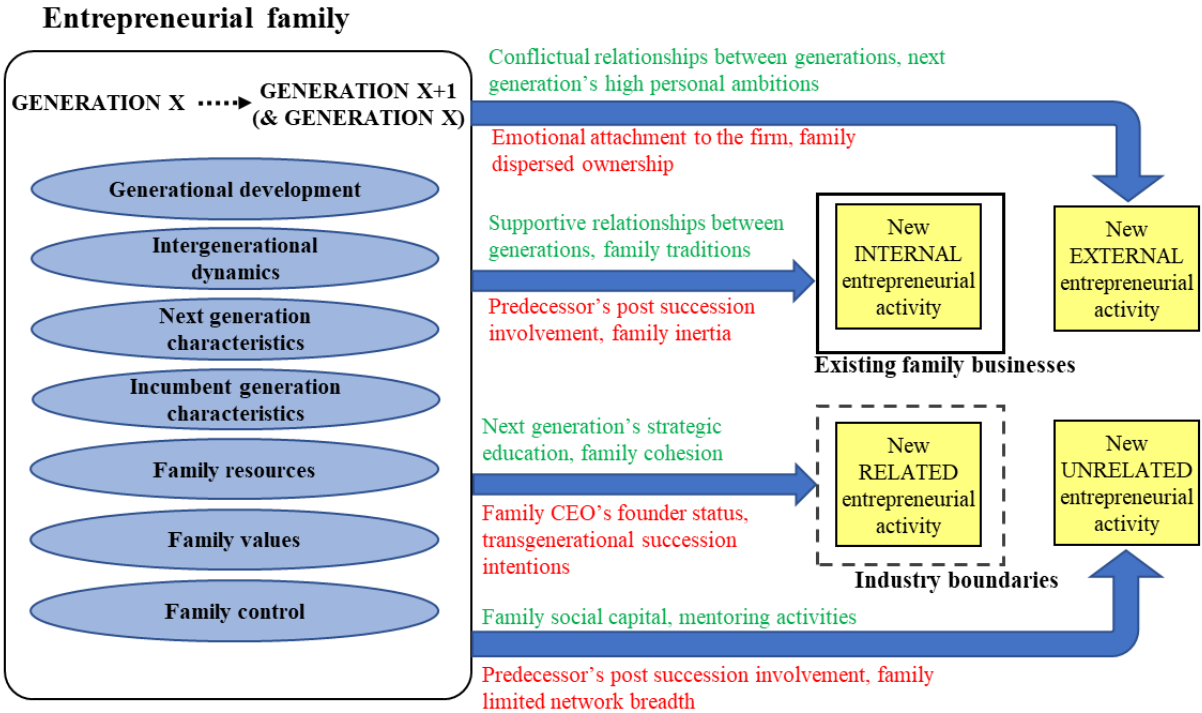 Entrepreneurial family
GENERATION X
GENERATION X+1
(& GENERATION X)
Generational development
Intergenerational
dynamics
Next generation
characteristics
Incumbent generation
characteristics
Family resources
Family values
Family control
Conflictual relationships between generations, next
generation’s high personal ambitions
Emotional attachment to the firm, family
dispersed ownership
Supportive relationships between
generations, family traditions
Predecessor’s post succession
involvement, family inertia
New
INTERNAL
entrepreneurial
activity
Existing family businesses
New
EXTERNAL
entrepreneurial
activity
Next generation’s strategic
education, family cohesion
Family CEO’s founder status,
transgenerational succession
intentions
New
RELATED
entrepreneurial
activity
Industry boundaries
New
UNRELATED
entrepreneurial
activity
Family social capital, mentoring activities
Predecessor’s post succession involvement, family
limited network breadth